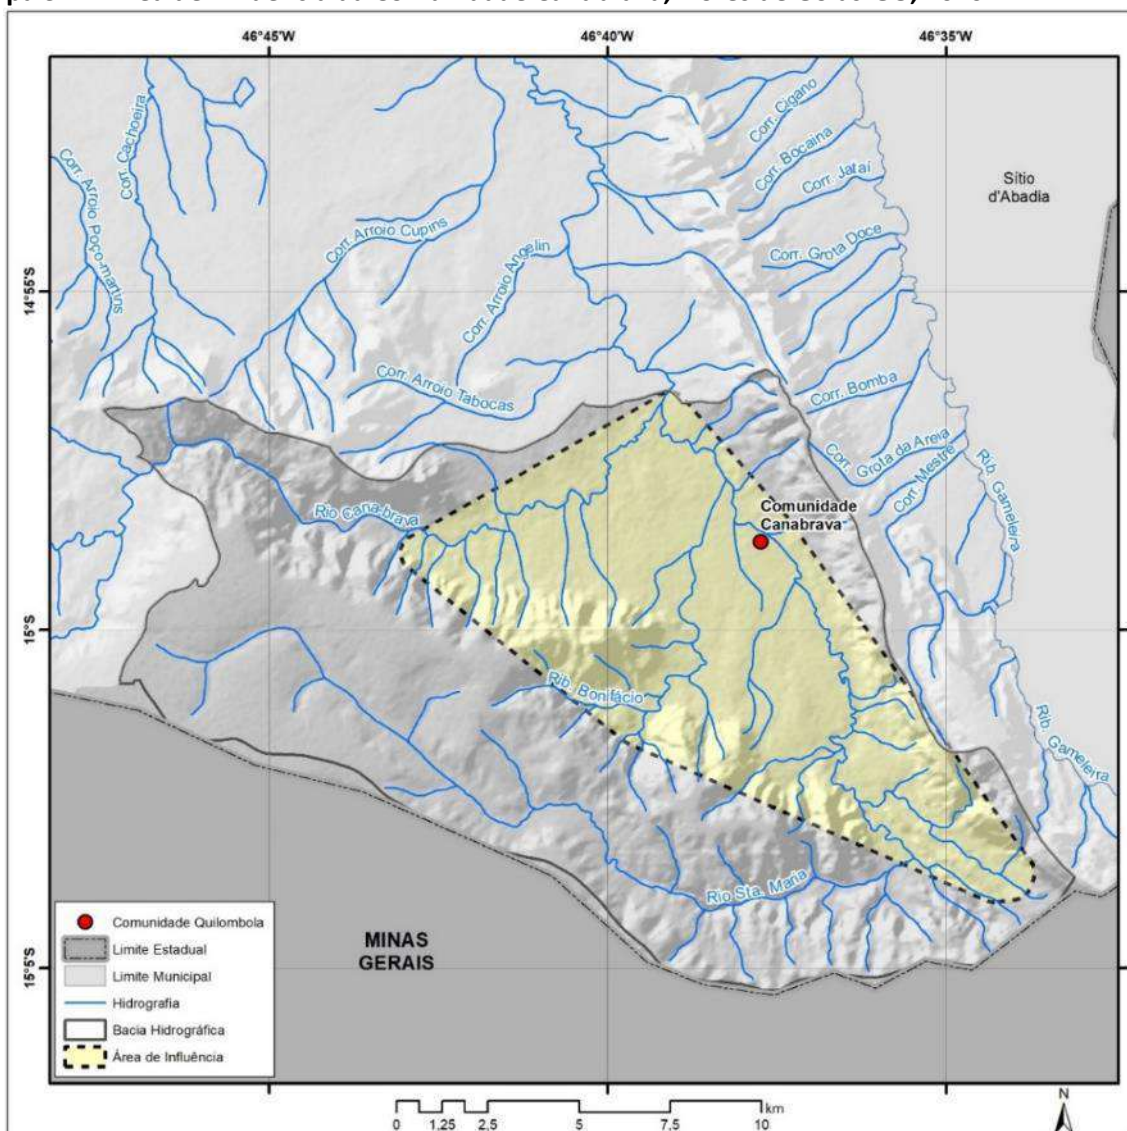 46°45'W
46°40'W
46°35'W
Corr. Cigano
Corr. Cachoeira
Corr. Bocaina
Corr. Arroio Poço-martins
Corr. Jataí
Sítio
d'Abadia
Corr. Arroio Cupins
Corr. Arroio Angelin
Corr. Grota Doce
14°55'S
Corr. Arroio Tabocas
Corr. Bomba
Corr. Grota da Areia
Corr. Mestre
Rib. Gameleira
Rio Cana-brava
Comunidade
Canabrava
15°S
Rib. Bonifácio
Rib. Gameleira
Rio Sta. Maria
MINAS
GERAIS
15°5'S
Comunidade Quilombola
Limite Estadual
Limite Municipal
Hidrografia
Bacia Hidrográfica
Área de Influência
N
km
0 1,25 2,5 5 7,5 10